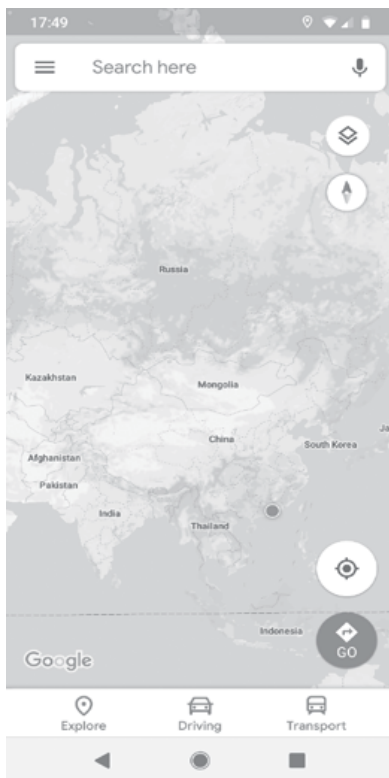 17:49
Search here
Russia
Kazakhstan
Mongolia
China
South Korea
Ja
Afghanistan
Pakistan
India
Thailand
Indonesia
GO
Google
Explore Driving Transport